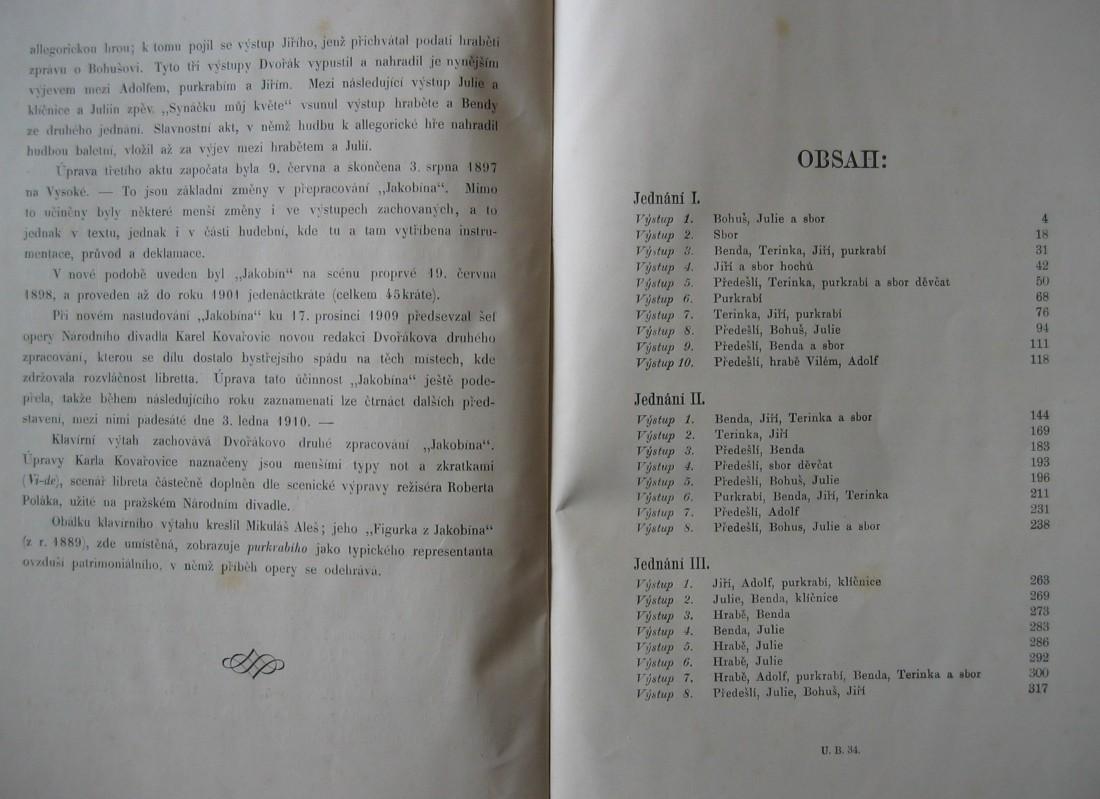 allegorickou hrou; k tomu pojil se výstup Jiřího, jenž přichvátal podati hraběti
zprávu o Bohušovi. Tyto tři výstupy Dvořák vypustil a nahradil je nynějším
výjevem mezi Adolfem, purkrabím a Jiřím. Mezi následující výstup Julie a
klíčnice a Juliin zpěv „Synáčku můj květe“ vsunul výstup hraběte a Bendy
ze druhého jednání. Slavnostní akt, v němž hudbu k allegorické hře nahradil
hudbou baletní, vložil až za výjev mezi hrabětem a Julií.
Úprava třetího aktu započata byla 9. června a skončena 3. srpna 1897
na Vysoké. — To jsou základní změny v přepracování „Jakobína“. Mimo
to učiněny byly některé menší změny i ve výstupech zachovaných, a to
jednak v textu, jednak i v části hudební, kde tu a tam vytříbena instru-
mentace, průvod a deklamace.
V nové podobě uveden byl „Jakobín“ na scénu poprvé 19. června
1898, a proveden až do roku 1901 jedenáctkráte (celkem 45kráte).
Při novém nastudování „Jakobína“ ku 17. prosinci 1909 předsevzal šef
opery Národního divadla Karel Kovařovic novou redakci Dvořákova druhého
zpracování, kterou se dílu dostalo bystřejšího spádu na těch místech, kde
zdržovala rozvláčnost libretta. Úprava tato účinnost „Jakobína“ ještě pode-
přela, takže během následujícího roku zaznamenati lze čtrnáct dalších před-
stavení, mezi nimi padesáté dne 3. ledna 1910. —
Klavírní výtah zachovává Dvořákovo druhé zpracování „Jakobína“.
Úpravy Karla Kovařovice naznačeny jsou menšími typy not a zkratkami
(Vi-de), scenář libreta částečně doplněn dle scenické výpravy režiséra Roberta
Poláka, užité na pražském Národním divadle.
Obálku klavírního výtahu kreslil Mikuláš Aleš; jeho „Figurka z Jakobína“
(z r. 1889), zde umístěná, zobrazuje purkrabího jako typického representanta
ovzduší patrimoniálního, v němž příběh opery se odehrává.
OBSAH:
Jednání I.
Výstup 1. Bohuš, Julie a sbor 4
Výstup 2. Sbor 18
Výstup 3. Benda, Terinka, Jiří, purkrabí 31
Výstup 4. Jiří a sbor hochů 42
Výstup 5. Předešlí, Terinka, purkrabí a sbor děvčat 50
Výstup 6. Purkrabí 68
Výstup 7. Terinka, Jiří, purkrabí 76
Výstup 8. Předešlí, Bohuš, Julie 94
Výstup 9. Předešlí, Benda a sbor 111
Výstup 10. Předešlí, hrabě Vilém, Adolf 118
Jednání II.
Výstup 1. Benda, Jiří, Terinka a sbor 144
Výstup 2. Terinka, Jiří 169
Výstup 3. Předešlí, Benda 183
Výstup 4. Předešlí, sbor děvčat 193
Výstup 5. Předešlí, Bohuš, Julie 196
Výstup 6. Purkrabí, Benda, Jiří, Terinka 211
Výstup 7. Předešlí, Adolf 231
Výstup 8. Předešlí, Bohus, Julie a sbor 238
Jednání III.
Výstup 1. Jiří, Adolf, purkrabí, klíčnice 263
Výstup 2. Julie, Benda, klíčnice 269
Výstup 3. Hrabě, Benda 273
Výstup 4. Benda, Julie 283
Výstup 5. Hrabě, Julie 286
Výstup 6. Hrabě, Julie 292
Výstup 7. Hrabě, Adolf, purkrabí, Benda, Terinka a sbor 300
Výstup 8. Předešlí, Julie, Bohuš, Jiří 317
U. B. 34.